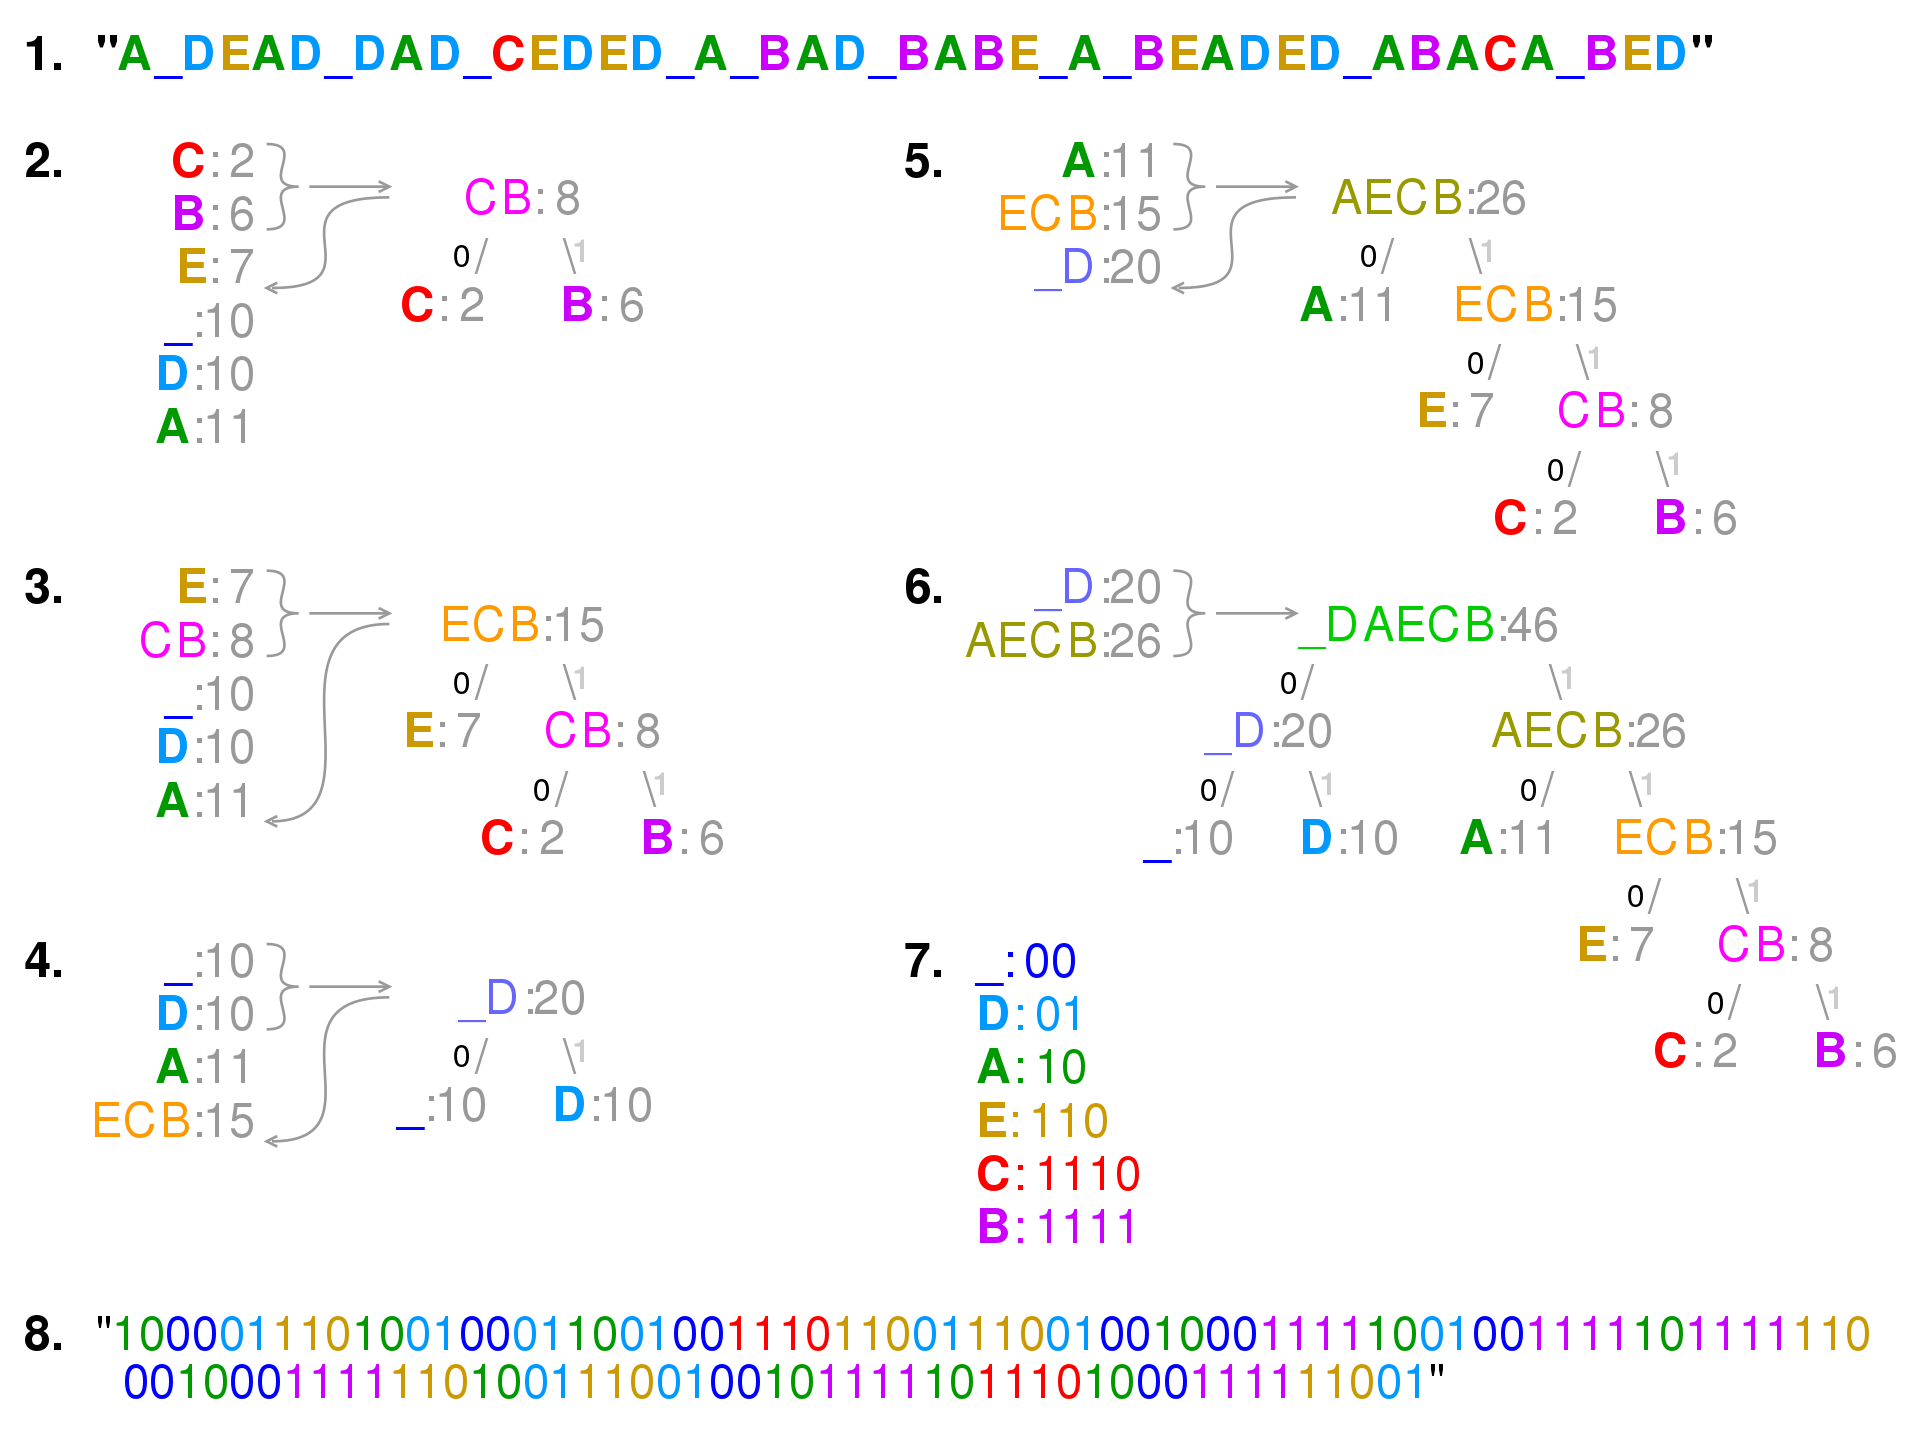 1. "A_DEAD_DAD_CEDED_A_BAD_BABE_A_BEADED_ABACA_BED"
2.
C: 2
B: 6
E: 7
_:10
D:10
A:11
CB: 8
0 1
C: 2 B: 6
3.
E: 7
CB: 8
_:10
D:10
A:11
ECB:15
0 1
E: 7 CB: 8
0 1
C: 2 B: 6
4.
_:10
D:10
A:11
ECB:15
_D:20
0 1
_:10 D:10
5.
A:11
ECB:15
_D:20
AECB:26
0 1
A:11 ECB:15
0 1
E: 7 CB: 8
0 1
C: 2 B: 6
6.
_D:20
AECB:26
_DAECB:46
0 1
_D:20 AECB:26
0 1 0 1
_:10 D:10 A:11 ECB:15
0 1
E: 7 CB: 8
0 1
C: 2 B: 6
7. _: 00
D: 01
A: 10
E: 110
C: 1110
B: 1111
8. "100001110100100011001001110110011100100100011111001001111101111110
0010001111110100111001001011111011101000111111001"